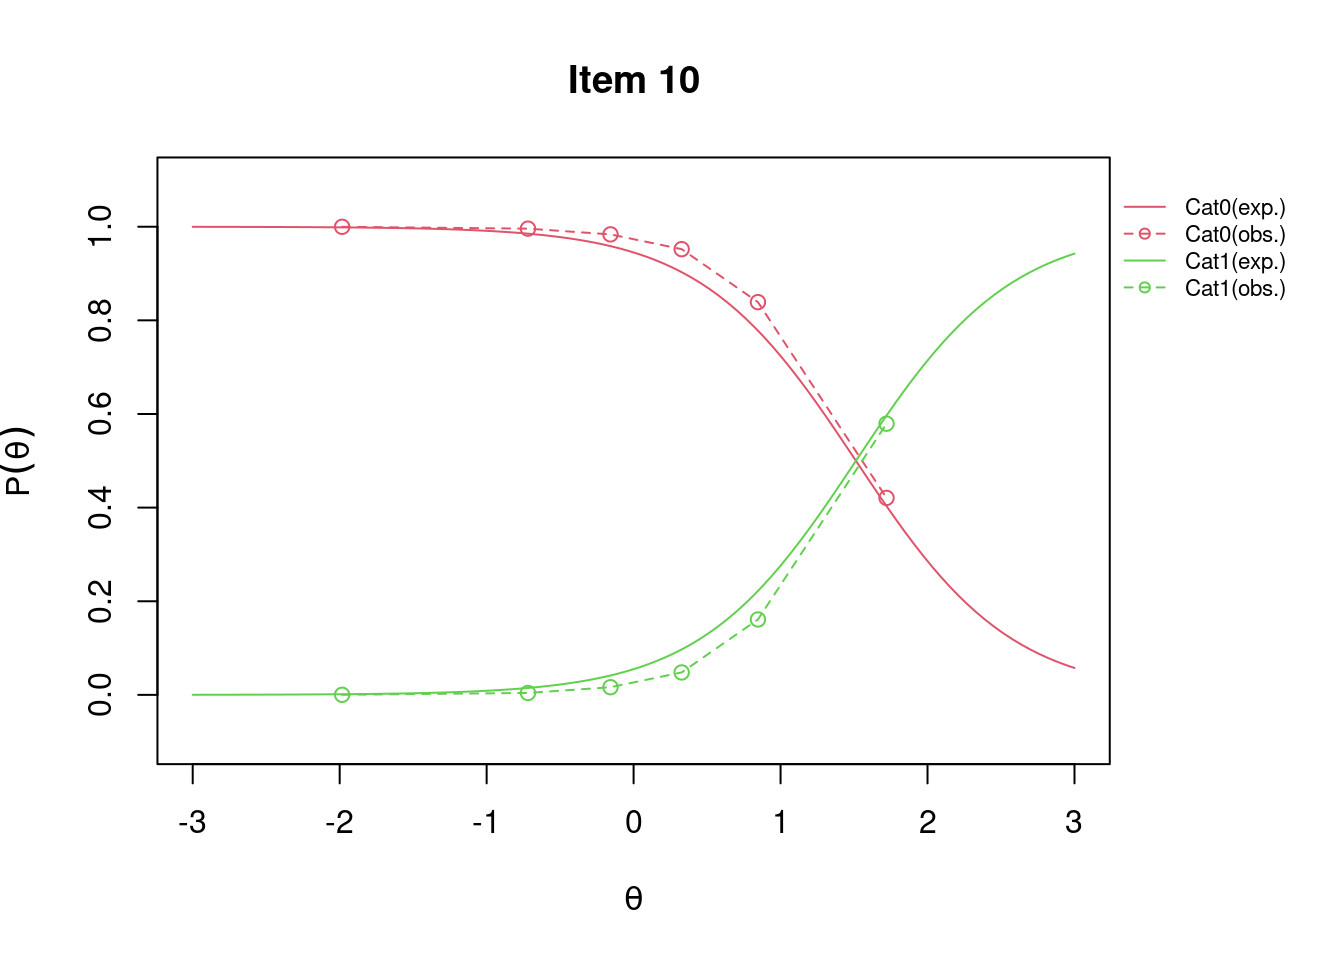 Item 10
P(θ)
1.0
0.8
0.6
0.4
0.2
0.0
-3 -2 -1 0 1 2 3
θ
Cat0(exp.)
Cat0(obs.)
Cat1(exp.)
Cat1(obs.)